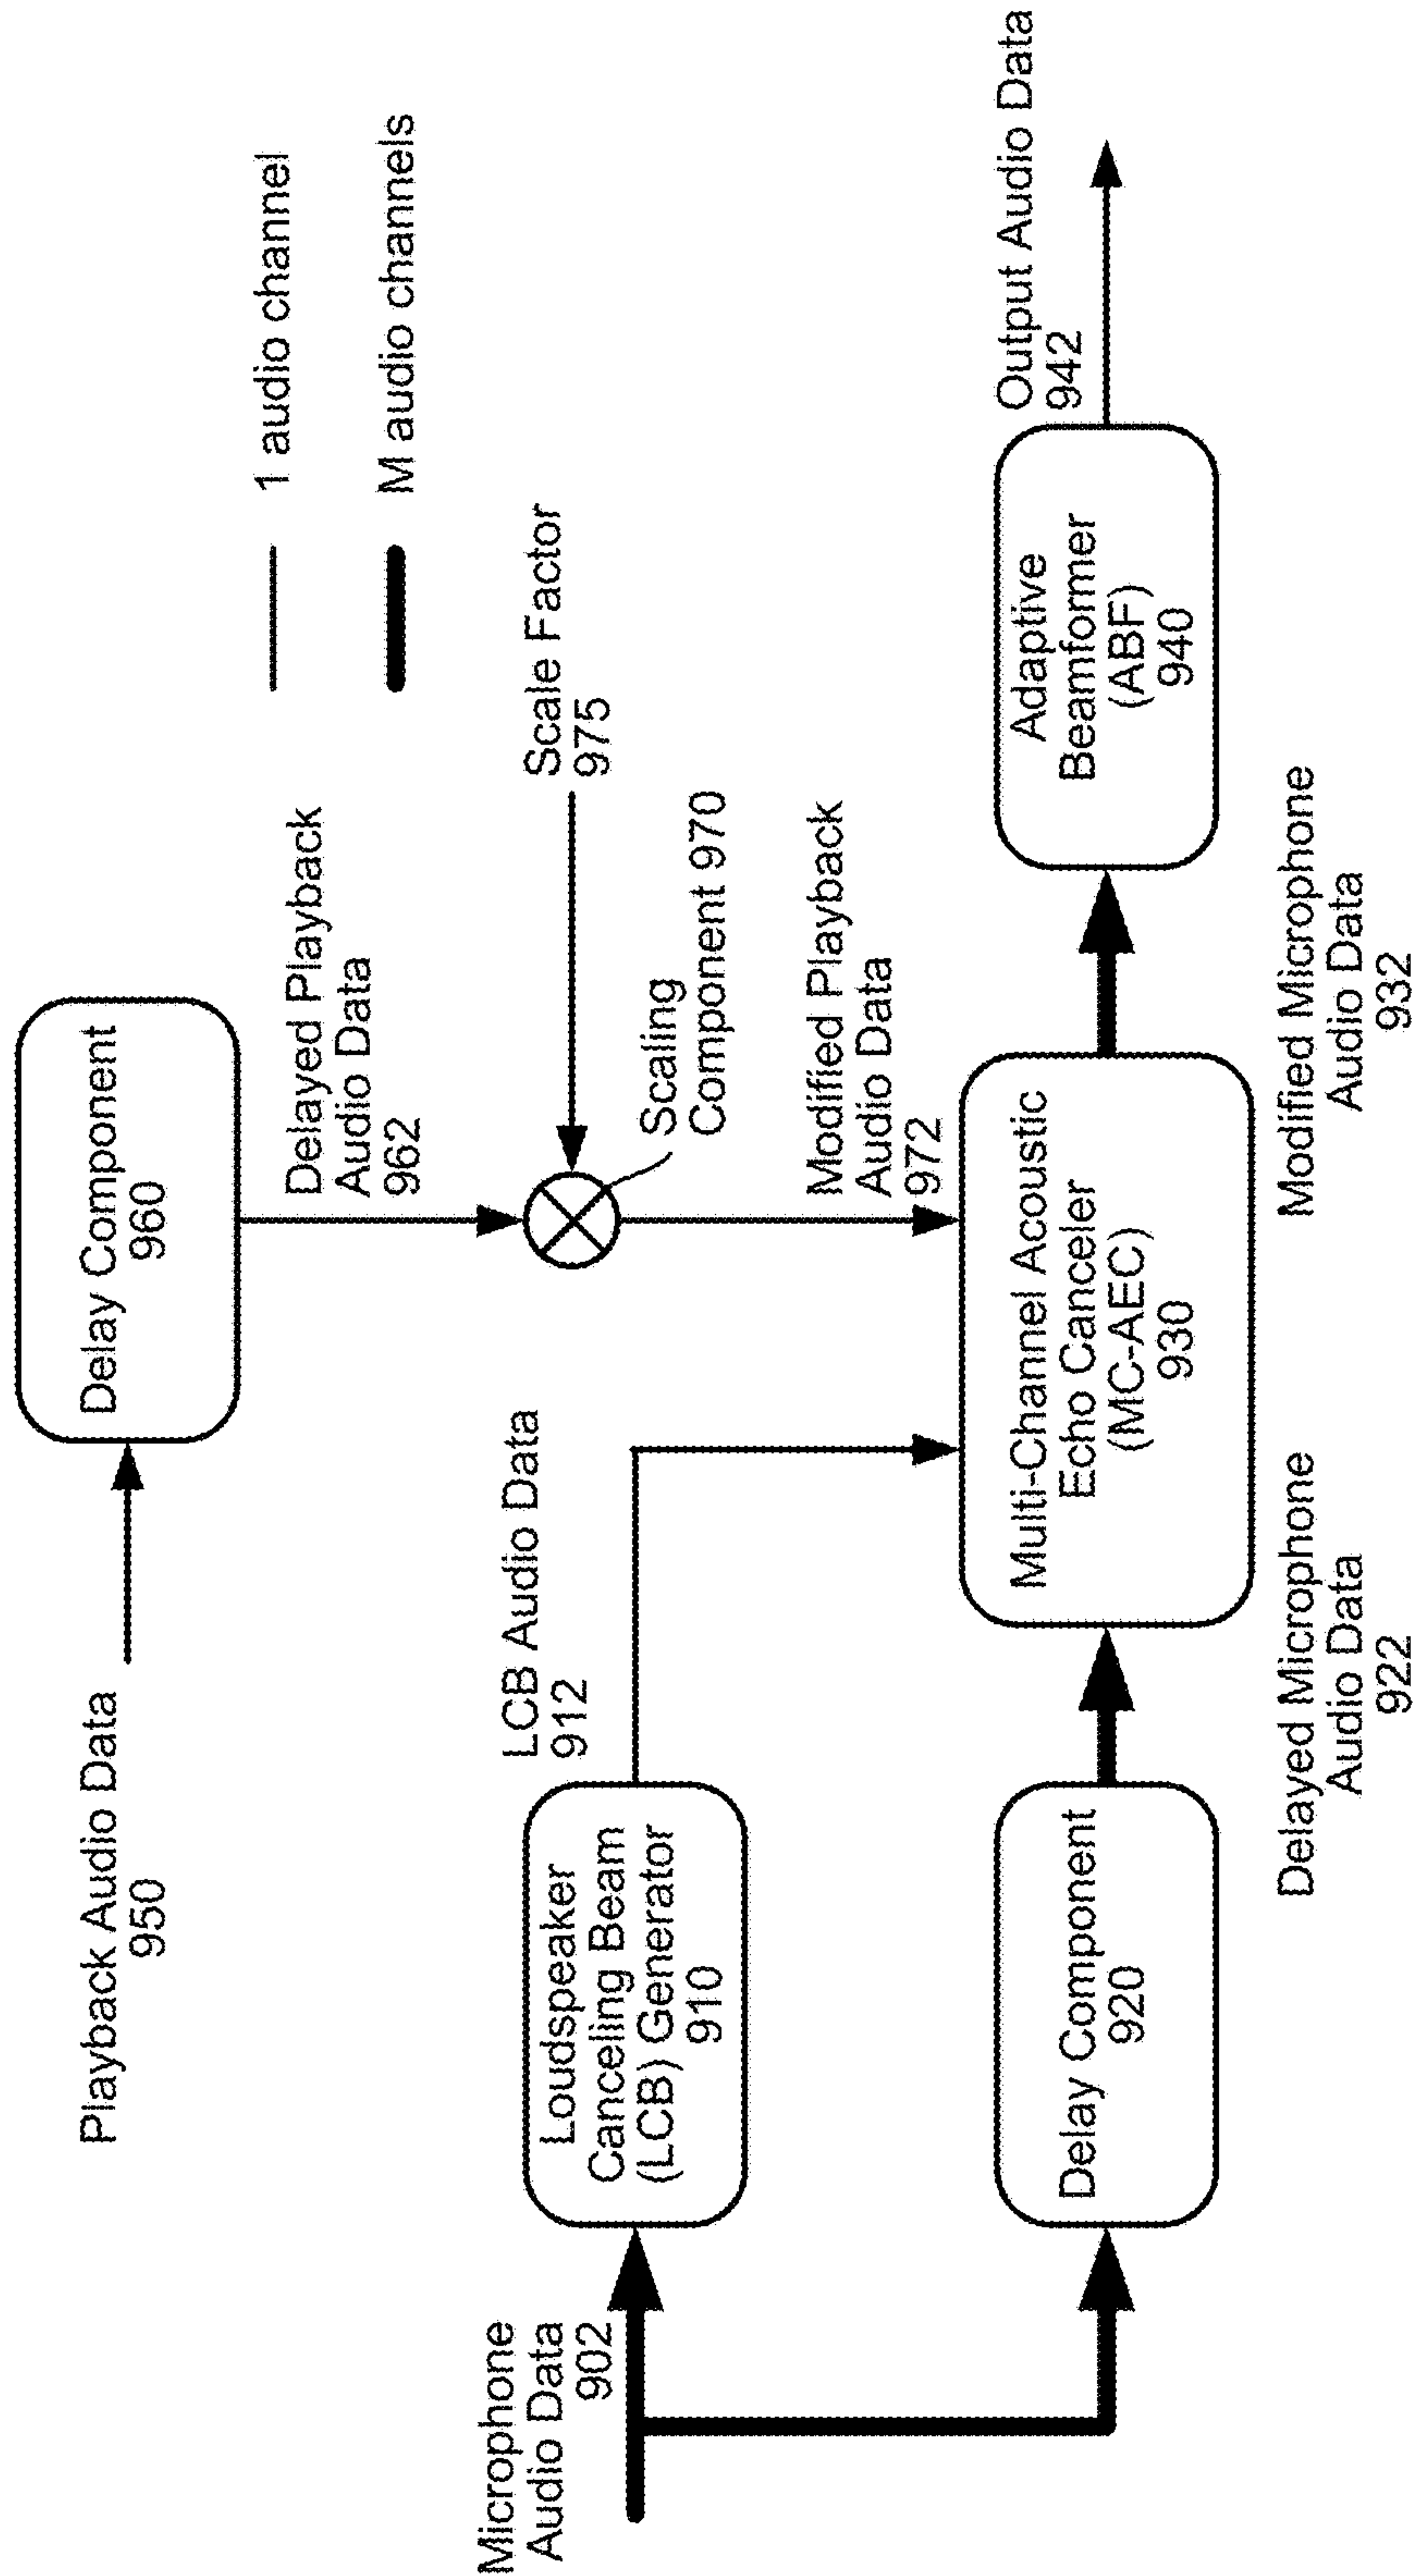 Playback Audio Data
950
Delay Component
960
Delayed Playback
Audio Data
962
1 audio channel
M audio channels
Scale Factor
975
Scaling
Component 970
Microphone
Audio Data
902
Loudspeaker
Canceling Beam
(LCB) Generator
910
LCB Audio Data
912
Modified Playback
Audio Data
972
Delay Component
920
Delayed Microphone
Audio Data
922
Multi-Channel Acoustic
Echo Canceler
(MC-AEC)
930
Modified Microphone
Audio Data
932
Adaptive
Beamformer
(ABF)
940
Output Audio Data
942